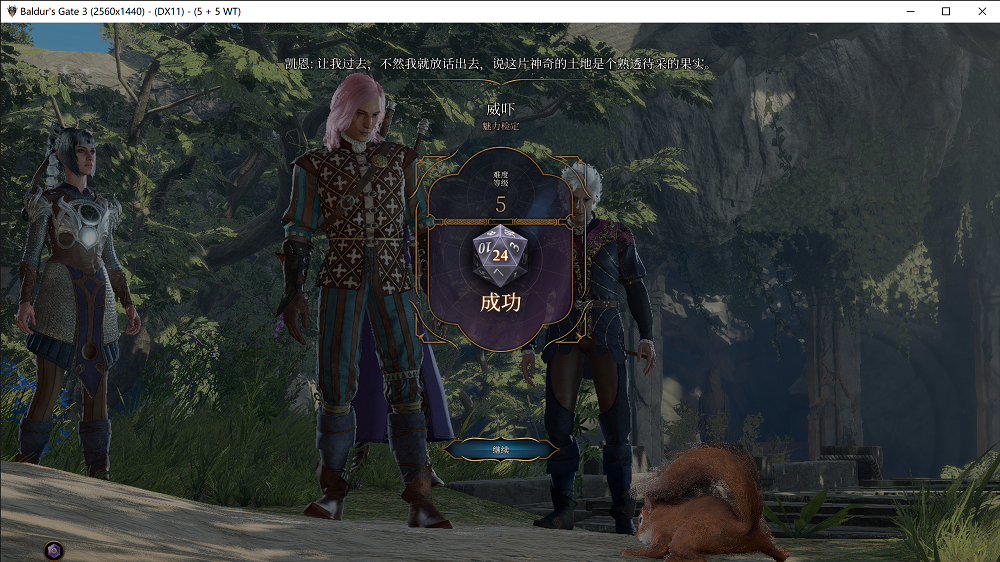 Baldur's Gate 3 (2560x1440) - (DX11) - (5 + 5 WT)
凯恩: 让我过去，不然我就放话出去，说这片神奇的土地是个熟透待采的果实。
威吓
魅力检定
难度
等级
5
10
3
24
成功
继续